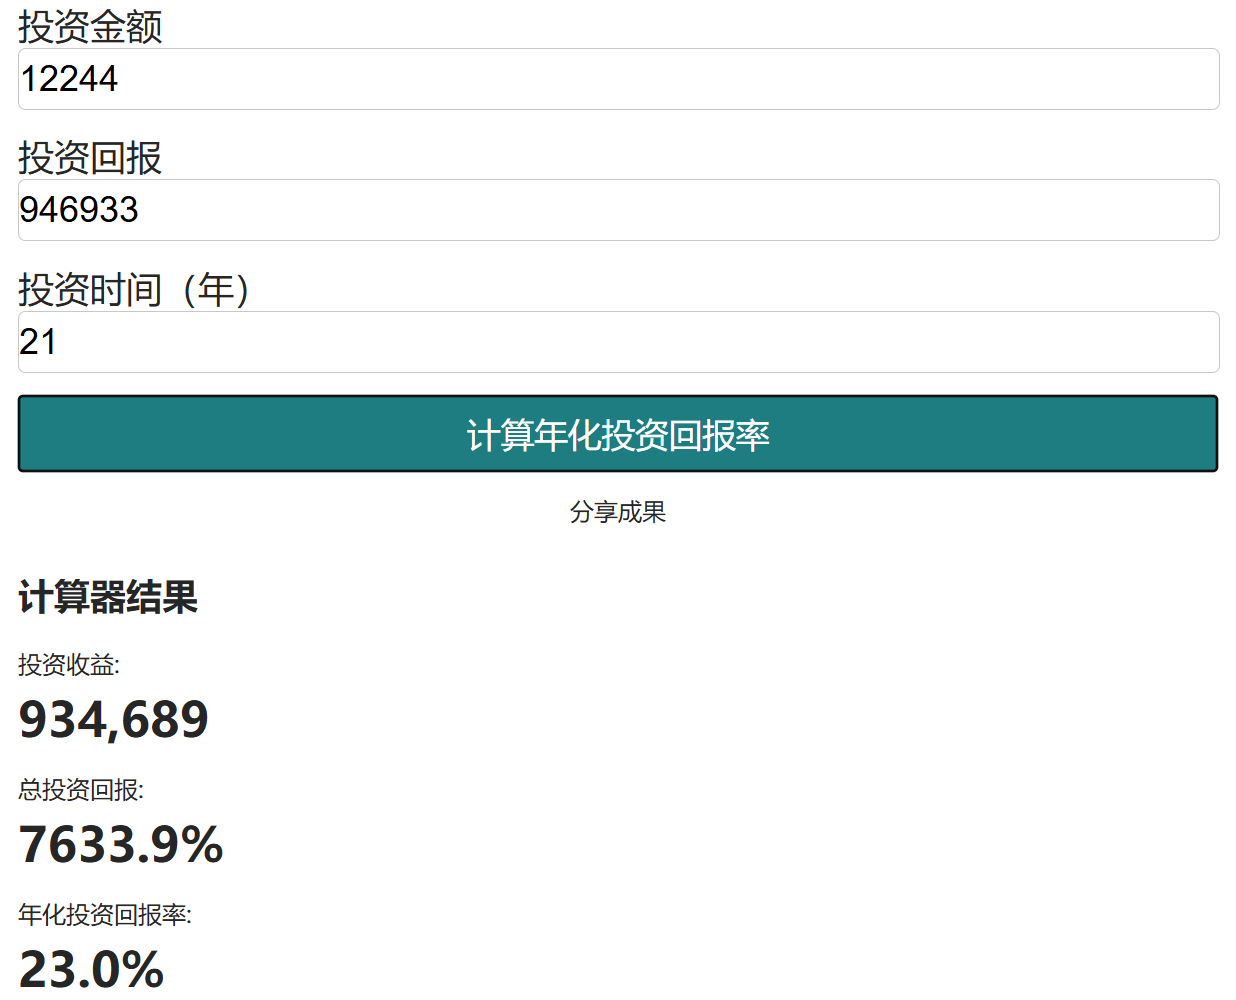 投资金额
12244
投资回报
946933
投资时间（年）
21
计算年化投资回报率
分享成果
计算器结果
投资收益:
934,689
总投资回报:
7633.9%
年化投资回报率:
23.0%